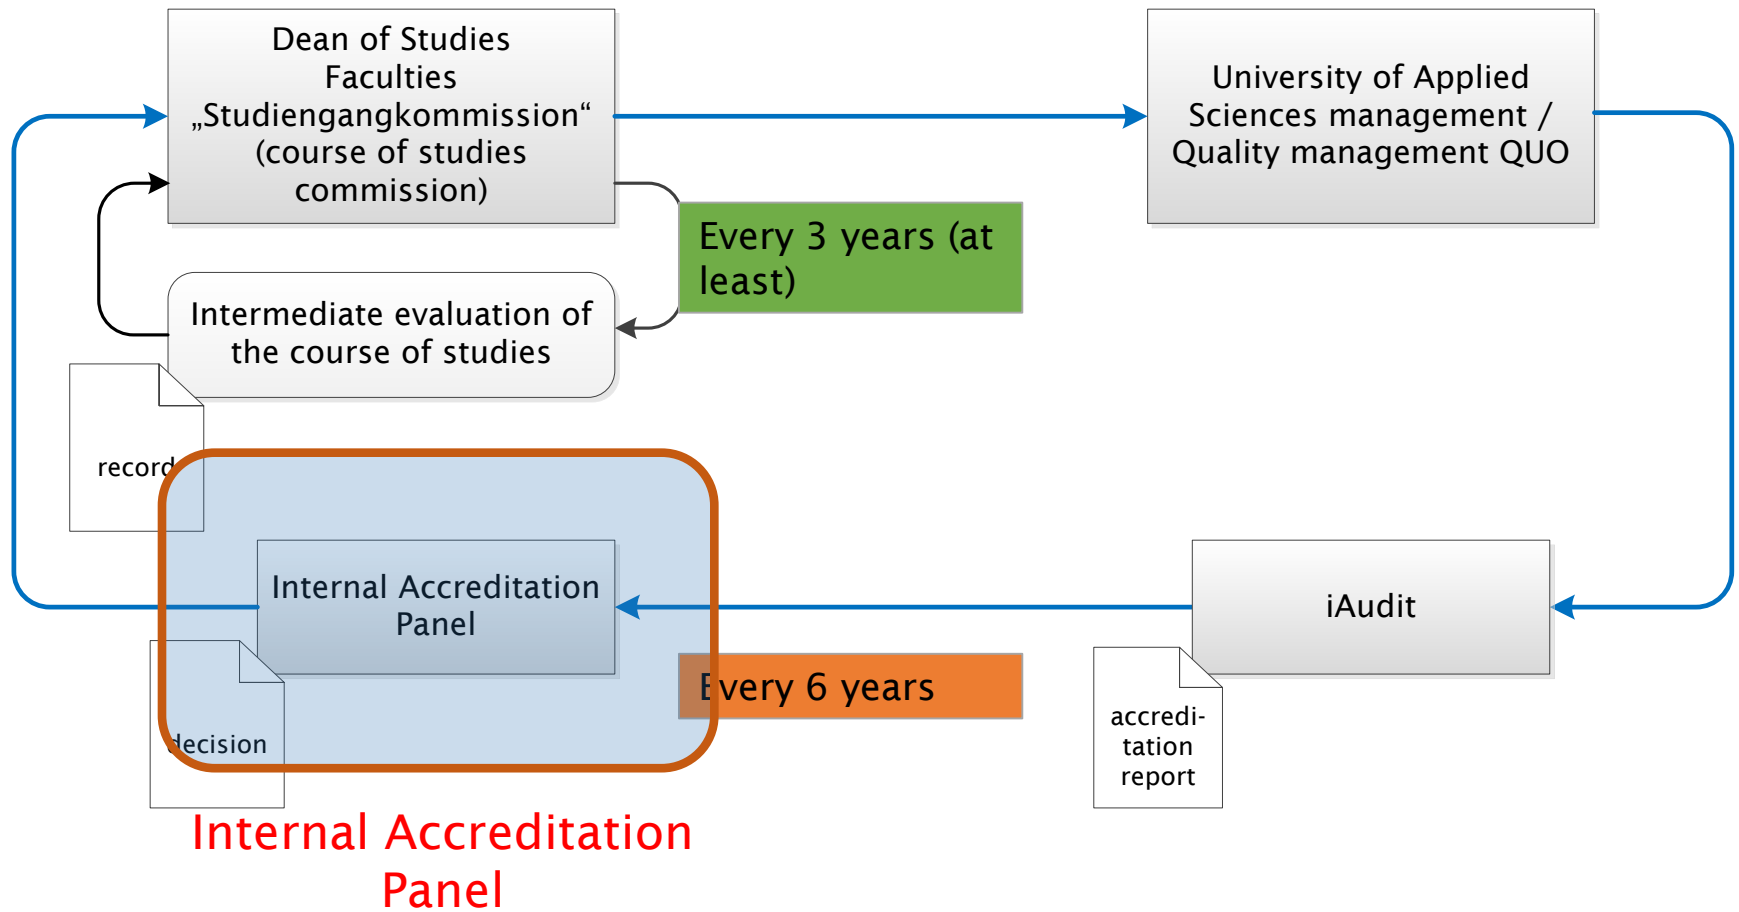 Dean of Studies
Faculties
„Studiengangkommission“
(course of studies
commission)
University of Applied
Sciences management /
Quality management QUO
Every 3 years (at
least)
Intermediate evaluation of
the course of studies
record
Internal Accreditation
Panel
iAudit
Every 6 years
decision
accredi-
tation
report
Internal Accreditation
Panel